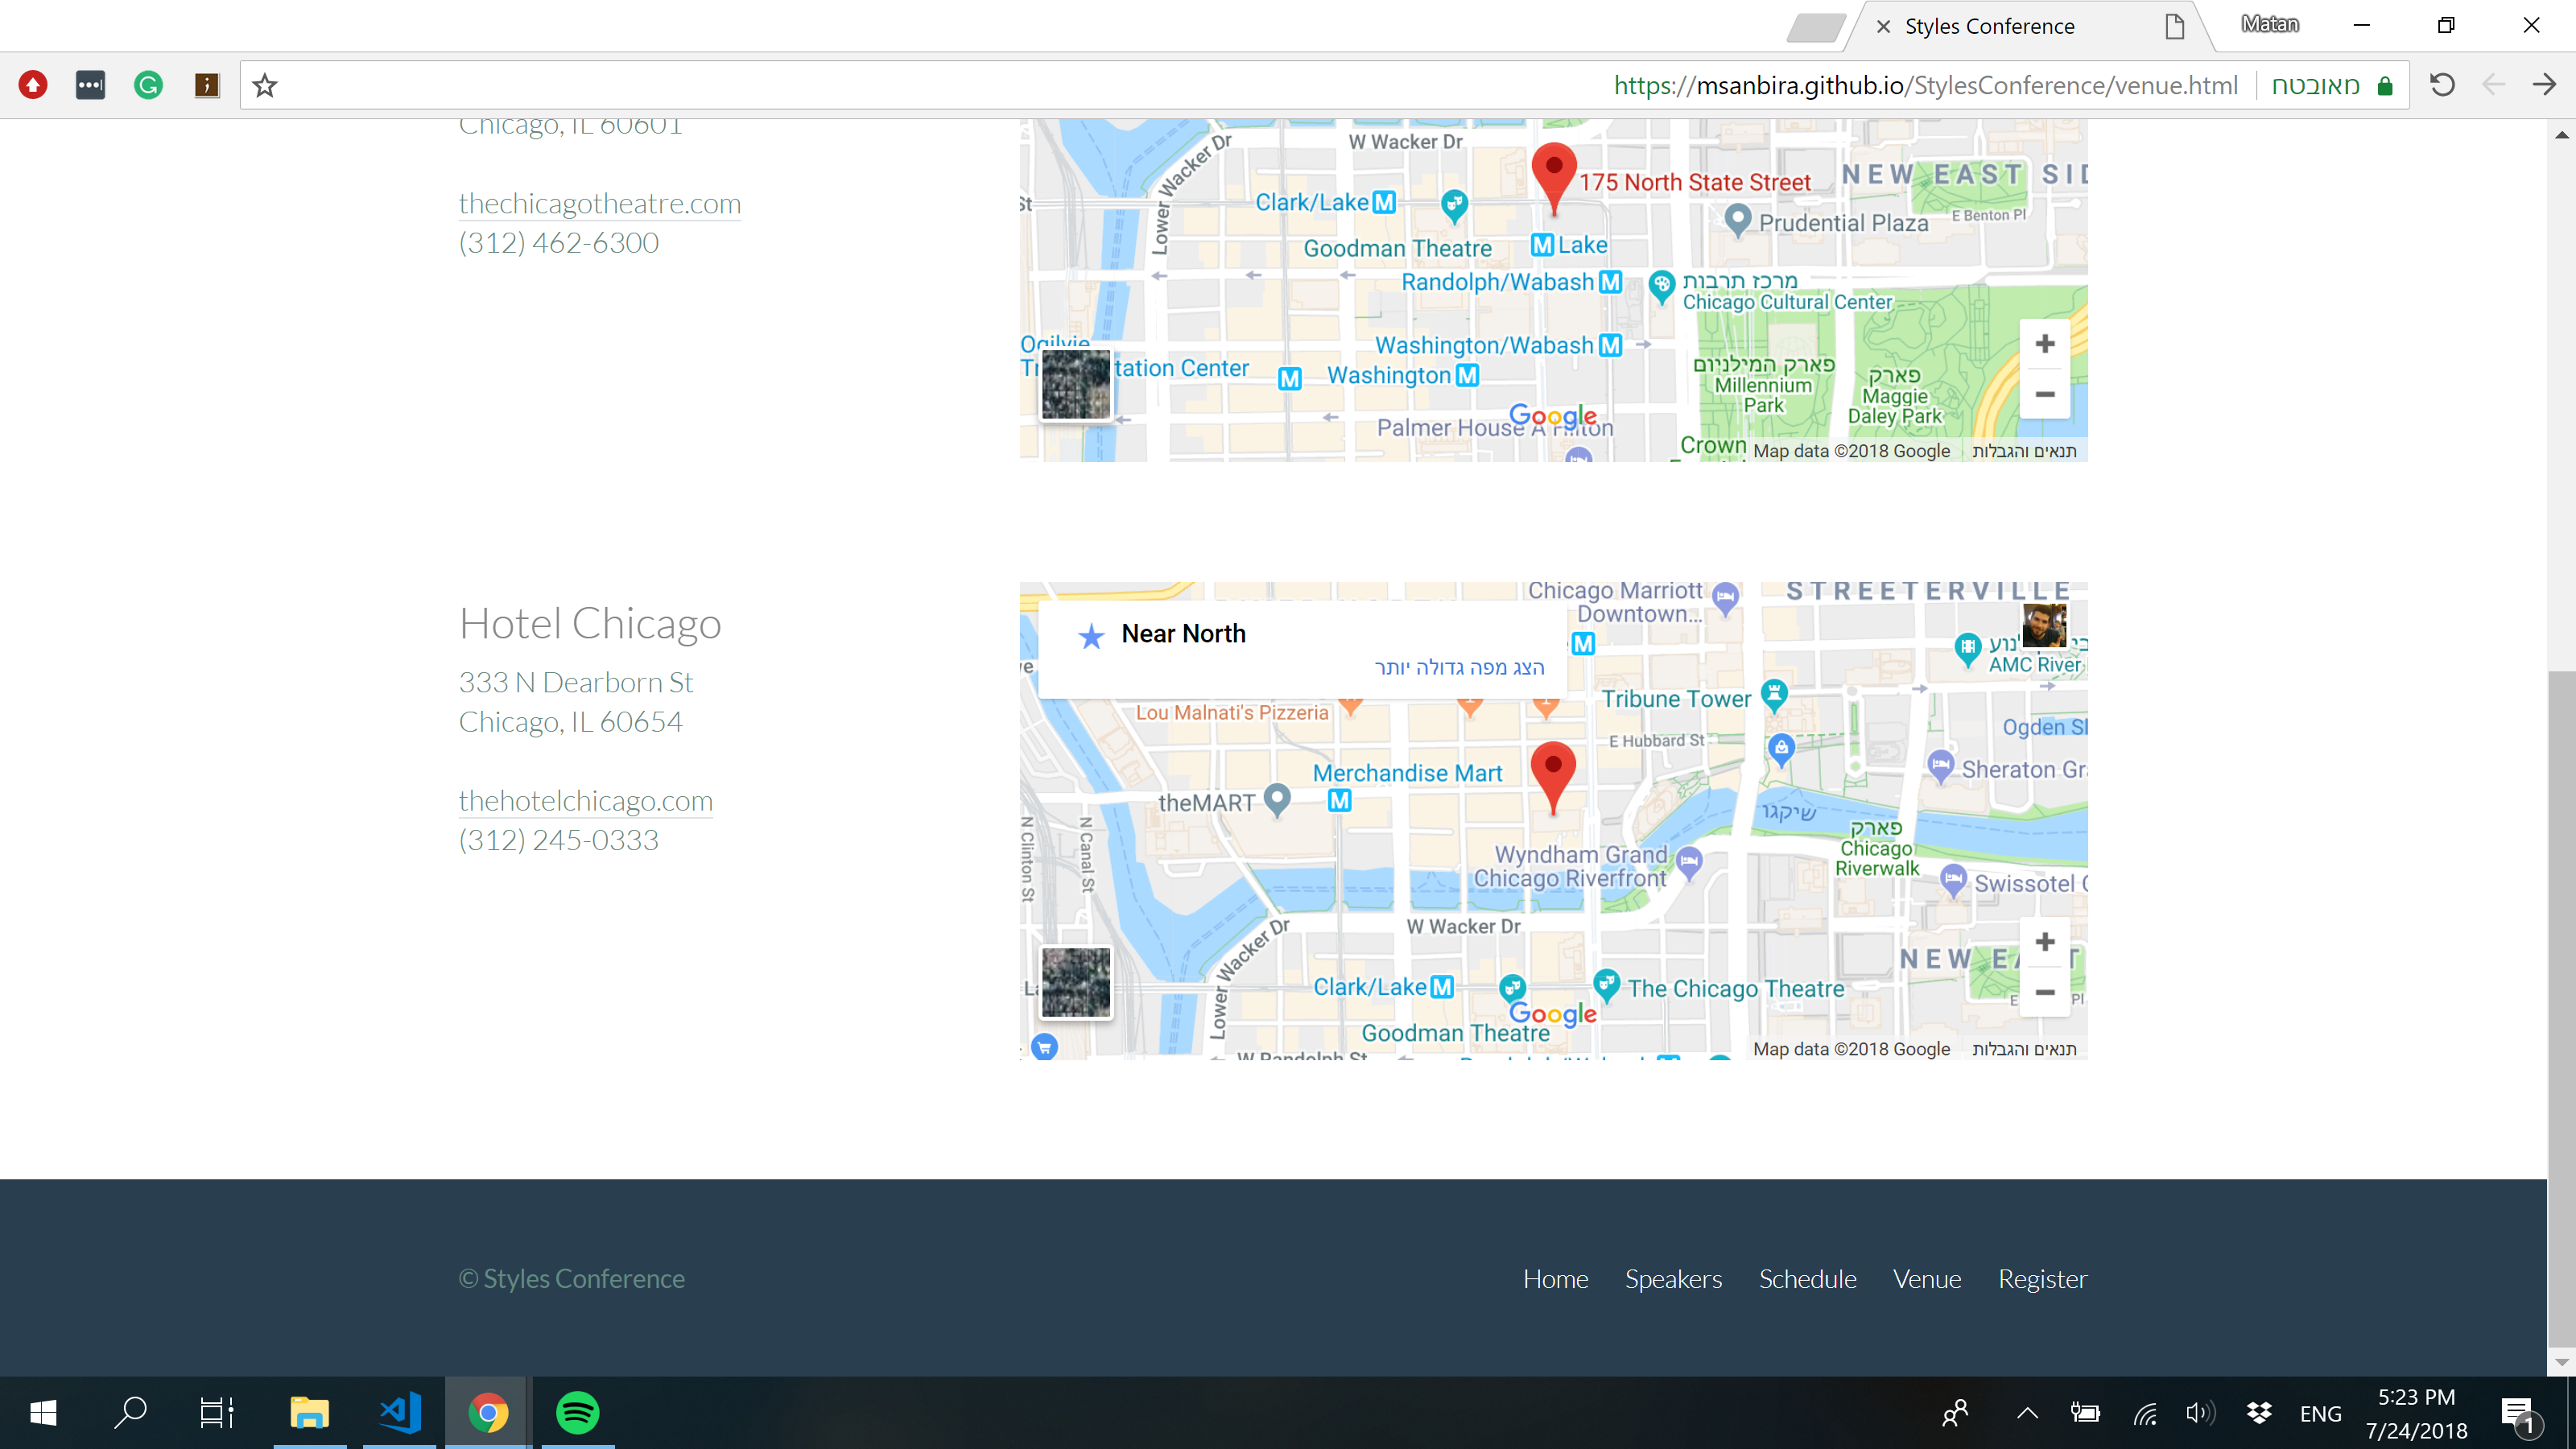 Styles Conference
Matan
https://msanbira.github.io/StylesConference/venue.html
מאובטח
Chicago, IL 60601
thechicagotheatre.com
(312) 462-6300
W Wacker Dr
Lower Wacker Dr
175 North State Street
NEW EAST SID
Clark/Lake
St
Prudential Plaza
E Benton Pl
Goodman Theatre
Lake
Randolph/Wabash
מרכז תרבות
Chicago Cultural Center
Ogilvie
Washington/Wabash
tation Center
Washington
פארק המילניום
Millennium
Park
פארק
Maggie
Daley Park
Google
Palmer House A Hilton
Crown
Map data ©2018 Google
תנאים והגבלות
Hotel Chicago
333 N Dearborn St
Chicago, IL 60654
thehotelchicago.com
(312) 245-0333
Chicago Marriott
Downtown...
STREETERVILLE
Near North
הצג מפה גדולה יותר
AMC River
Tribune Tower
Lou Malnati's Pizzeria
Ogden Sl
E Hubbard St
Merchandise Mart
Sheraton Gra
theMART
שיקגו
N Clinton St
N Canal St
פארק
Chicago
Riverwalk
Wyndham Grand
Chicago Riverfront
Swissotel C
W Wacker Dr
Lower Wacker Dr
Clark/Lake
The Chicago Theatre
Google
Goodman Theatre
W Randolph St
Map data ©2018 Google
תנאים והגבלות
© Styles Conference
Home
Speakers
Schedule
Venue
Register
ENG
5:23 PM
7/24/2018
1